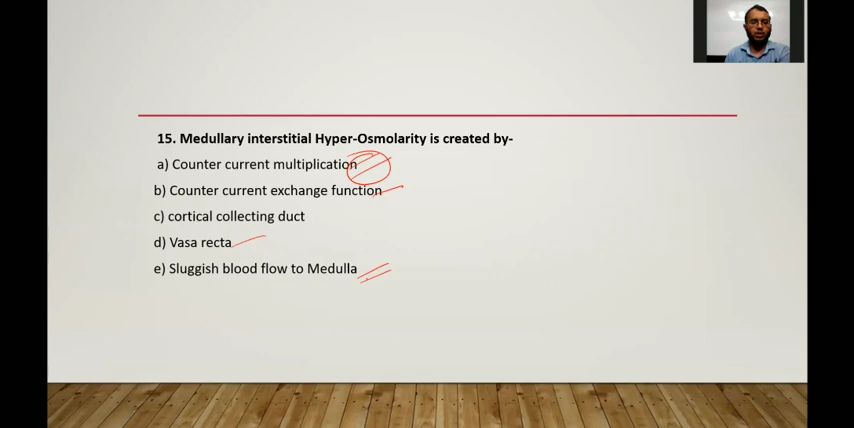 15. Medullary interstitial Hyper-Osmolarity is created by-
a) Counter current multiplication
b) Counter current exchange function
c) cortical collecting duct
d) Vasa recta
e) Sluggish blood flow to Medulla